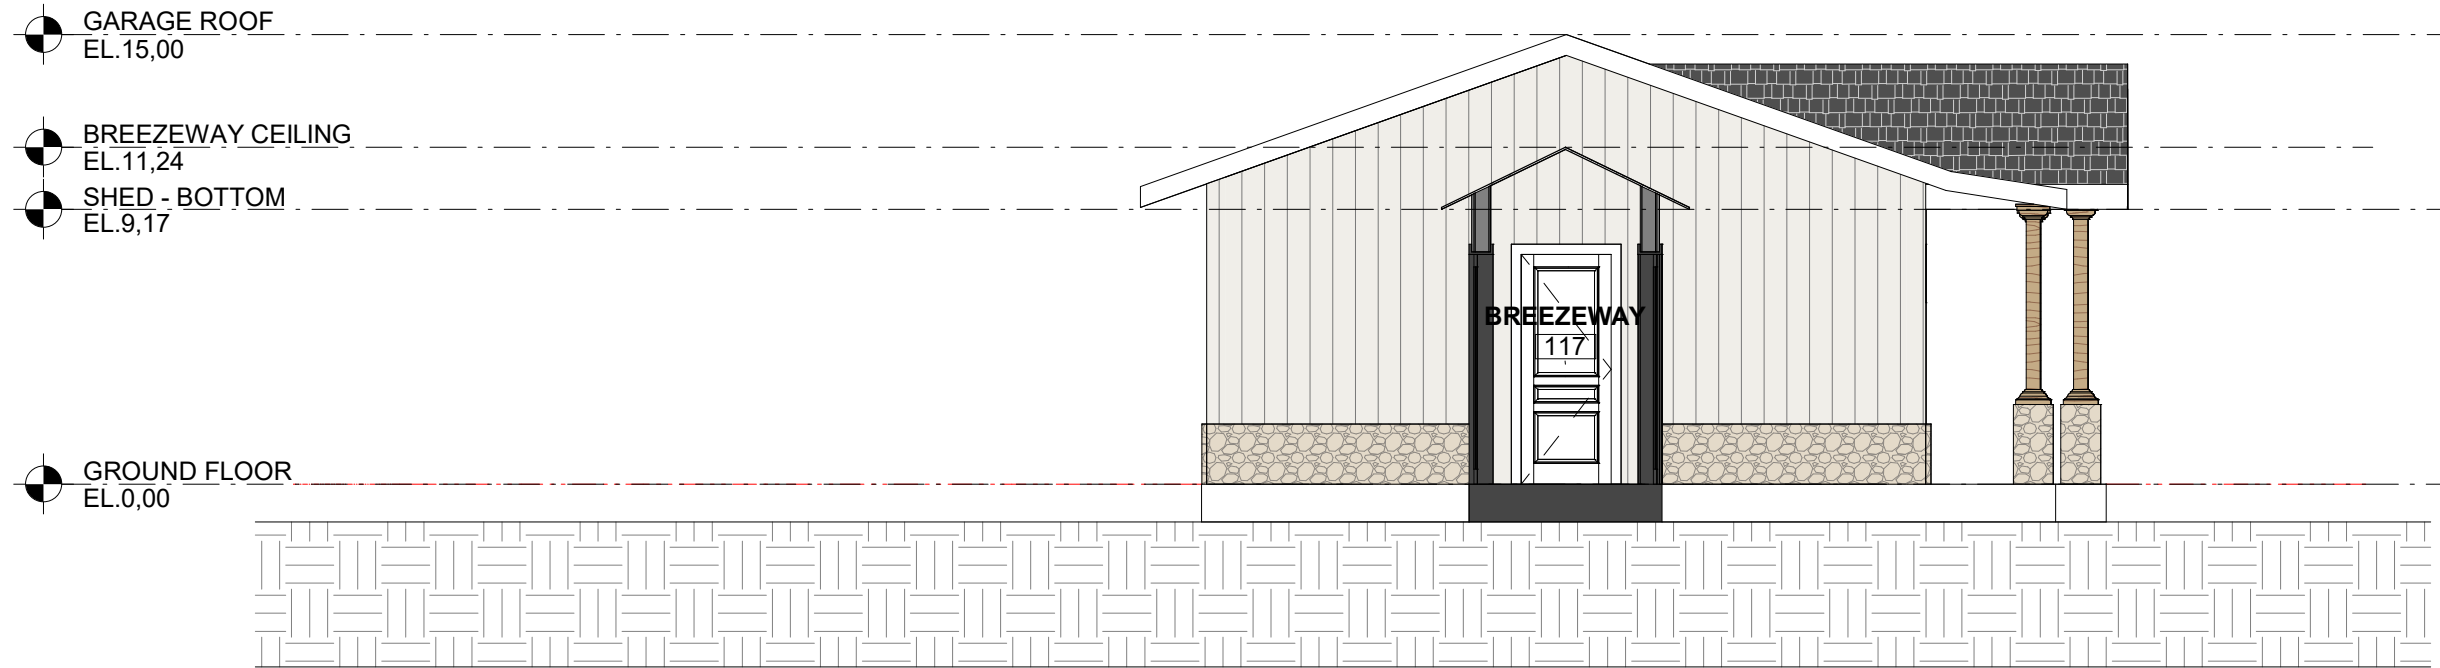 GARAGE ROOF
EL.15,00
BREEZEWAY CEILING
EL.11,24
SHED - BOTTOM
EL.9,17
BREEZEWAY
117
GROUND FLOOR
EL.0,00